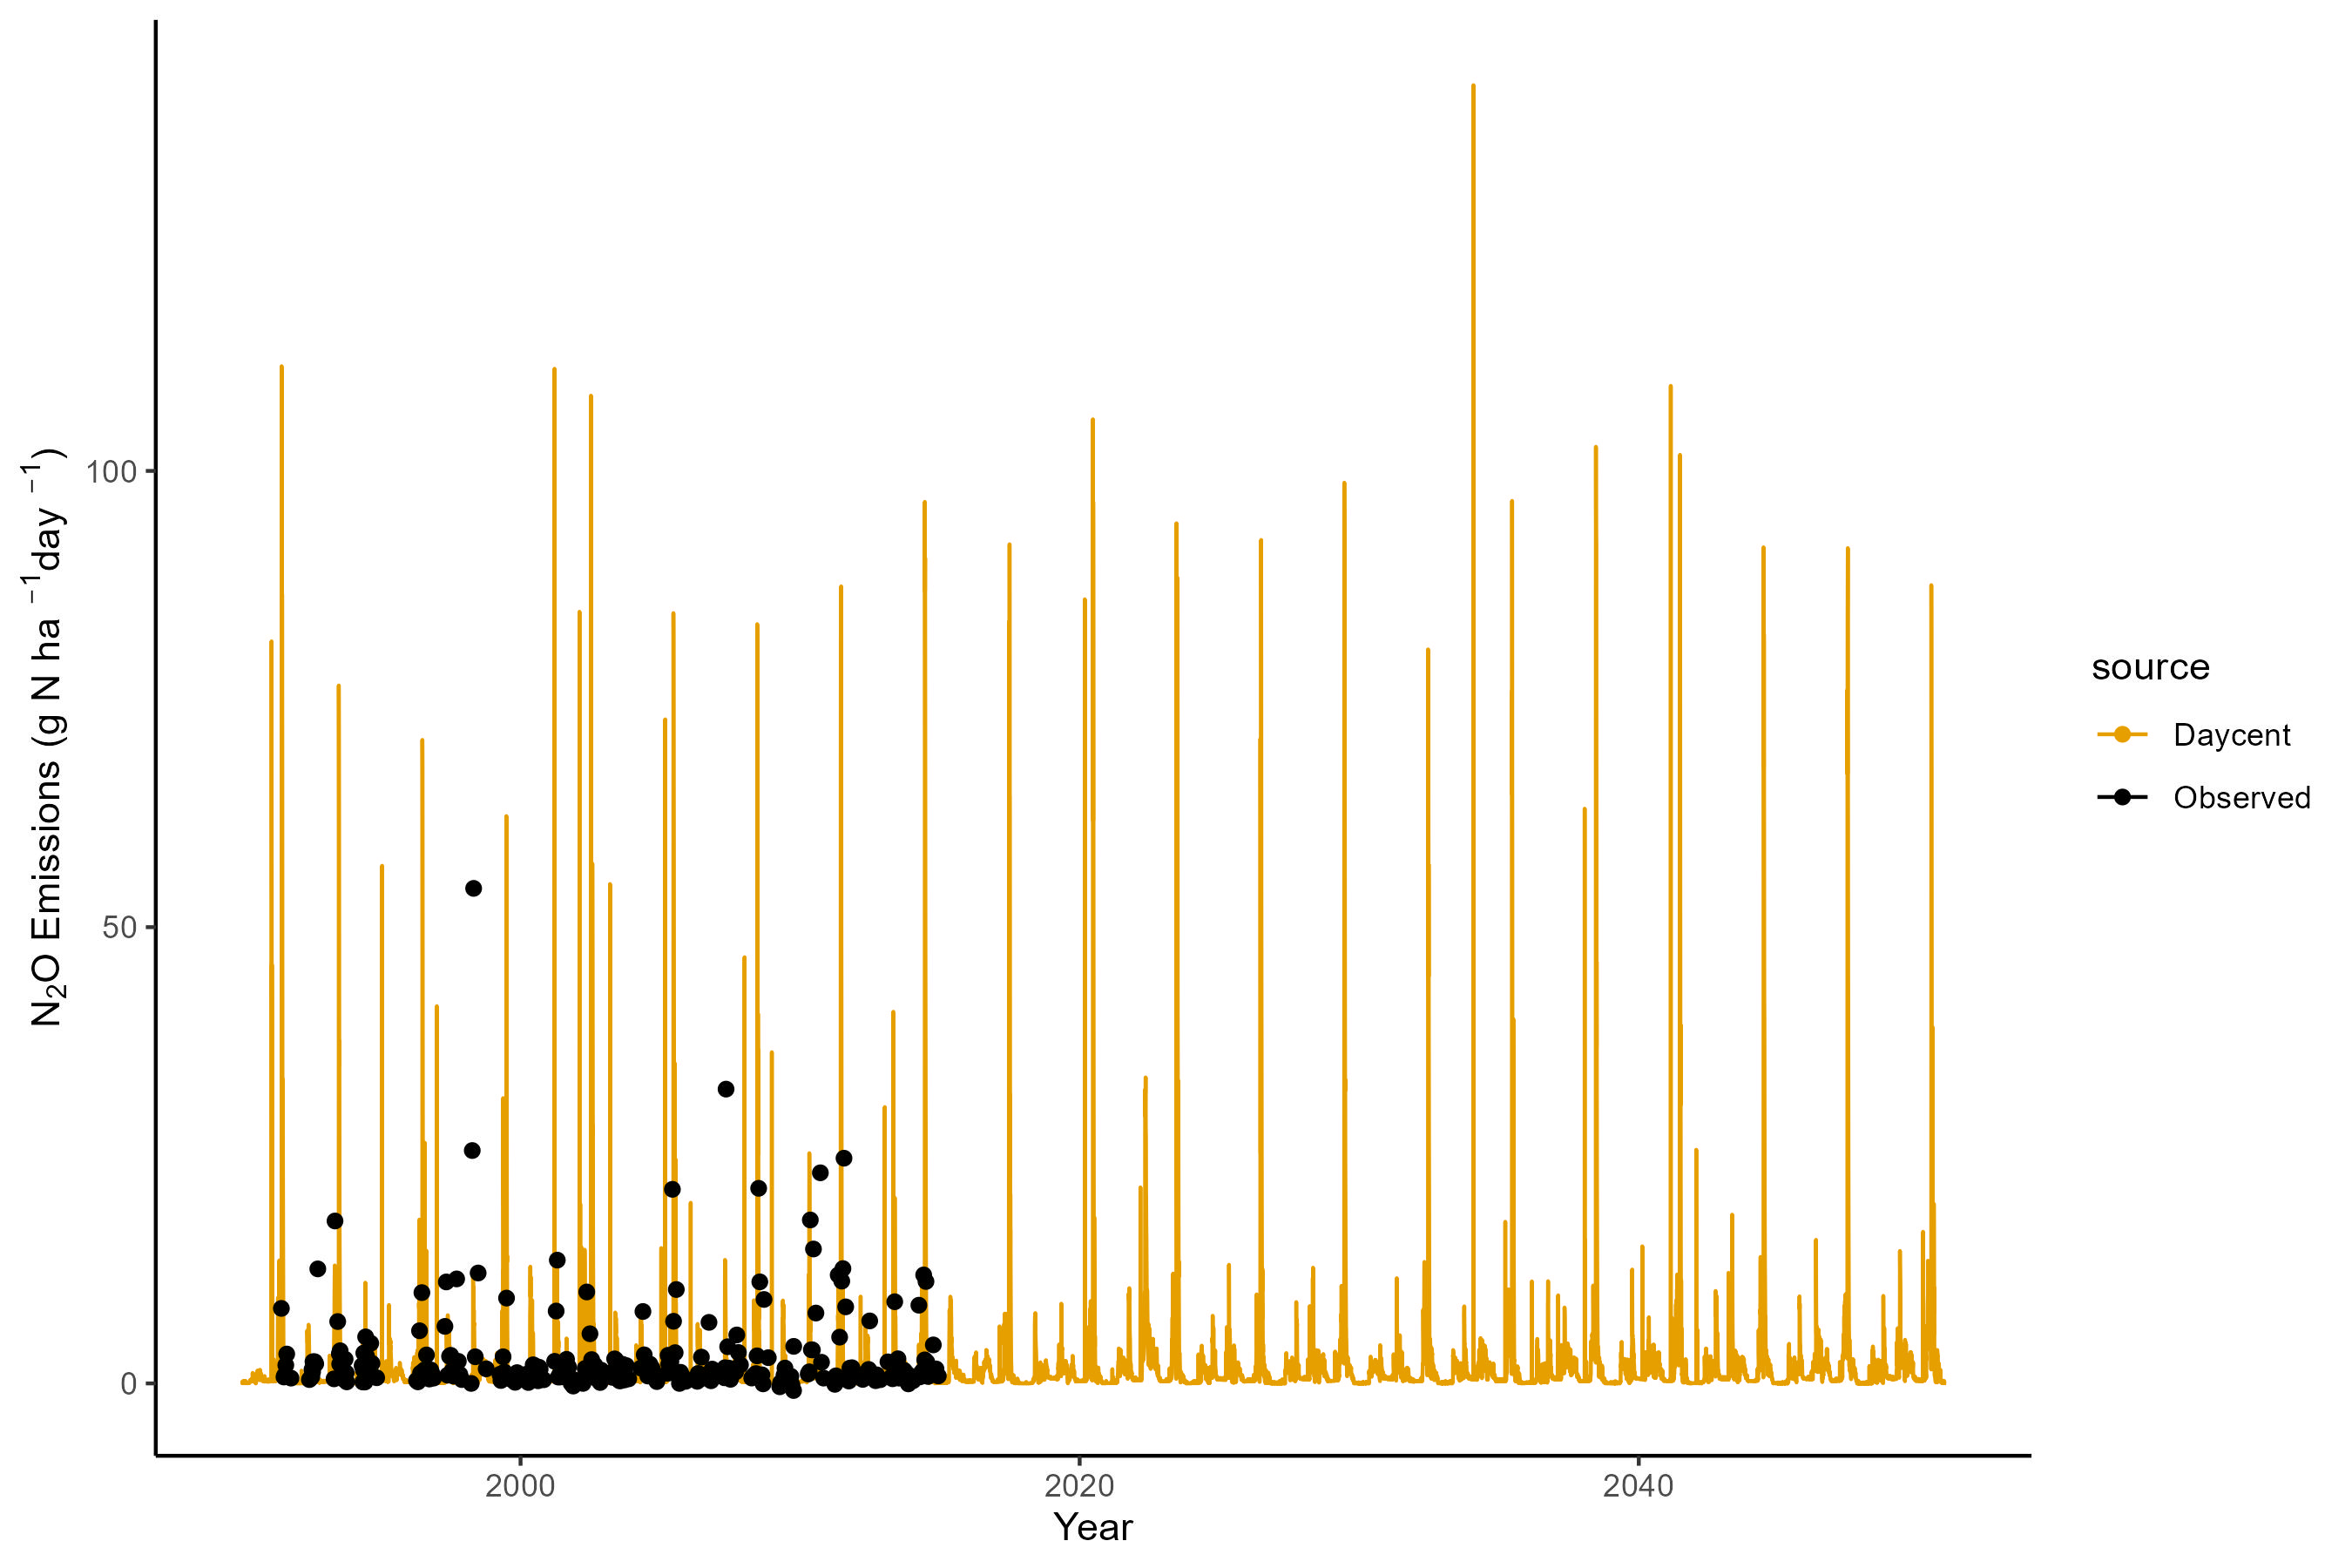 N₂O Emissions (g N ha ⁻¹day ⁻¹)
100
50
0
2000 2020 2040
Year
source
Daycent
Observed